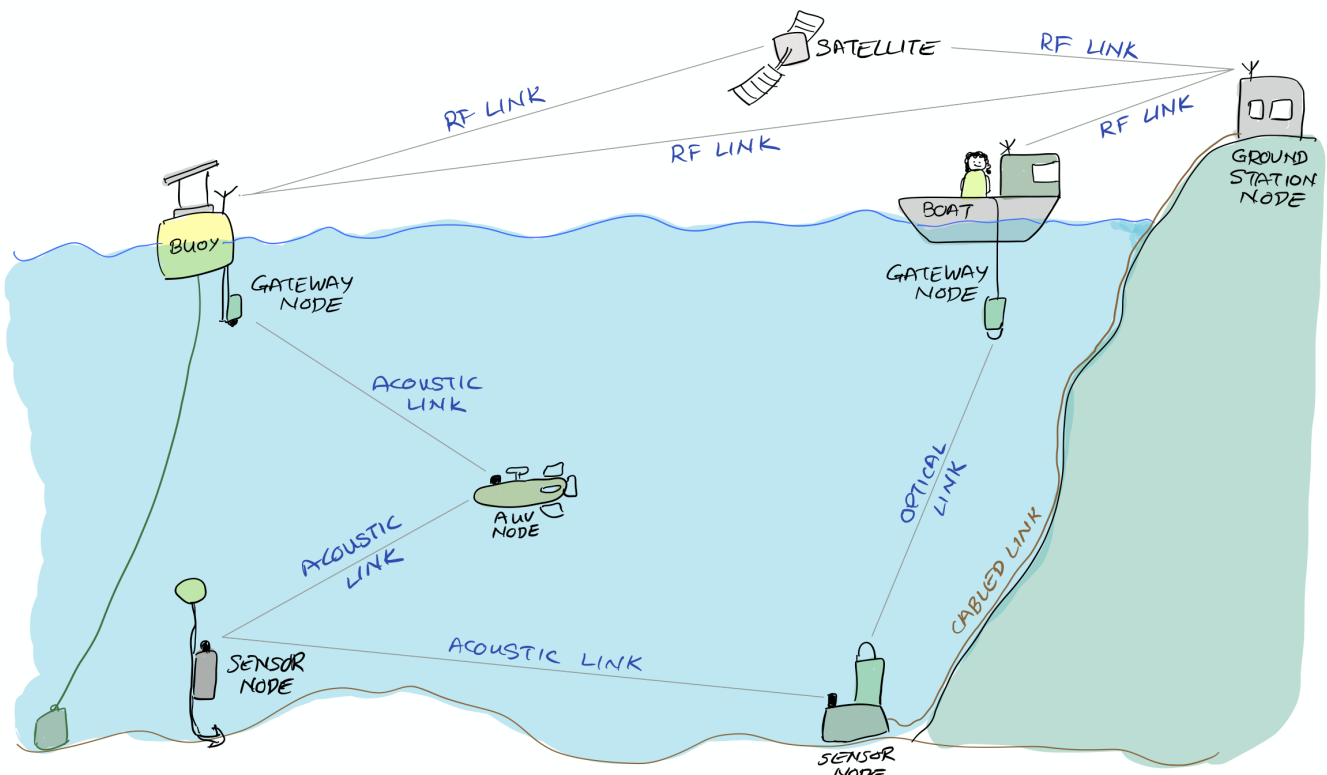 SATELLITE
RF LINK
RF LINK
RF LINK
RF LINK
GROUND
STATION
NODE
BUOY
BOAT
GATEWAY
NODE
GATEWAY
NODE
ACOUSTIC
LINK
OPTICAL
LINK
AUV
NODE
ACOUSTIC
LINK
CABLED LINK
ACOUSTIC LINK
SENSOR
NODE
SENSOR
NODE